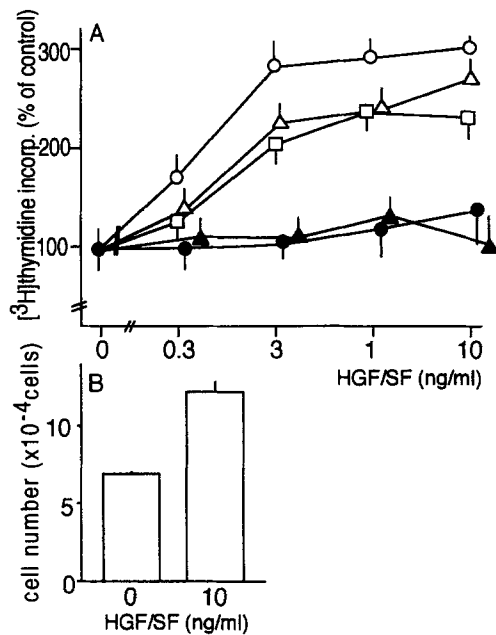 A
[³H]thymidine incorp. (% of control)
300
200
100
0 0.3 3 1 10
HGF/SF (ng/ml)
B
cell number (x10⁻⁴cells)
10
5
0
0 10
HGF/SF (ng/ml)